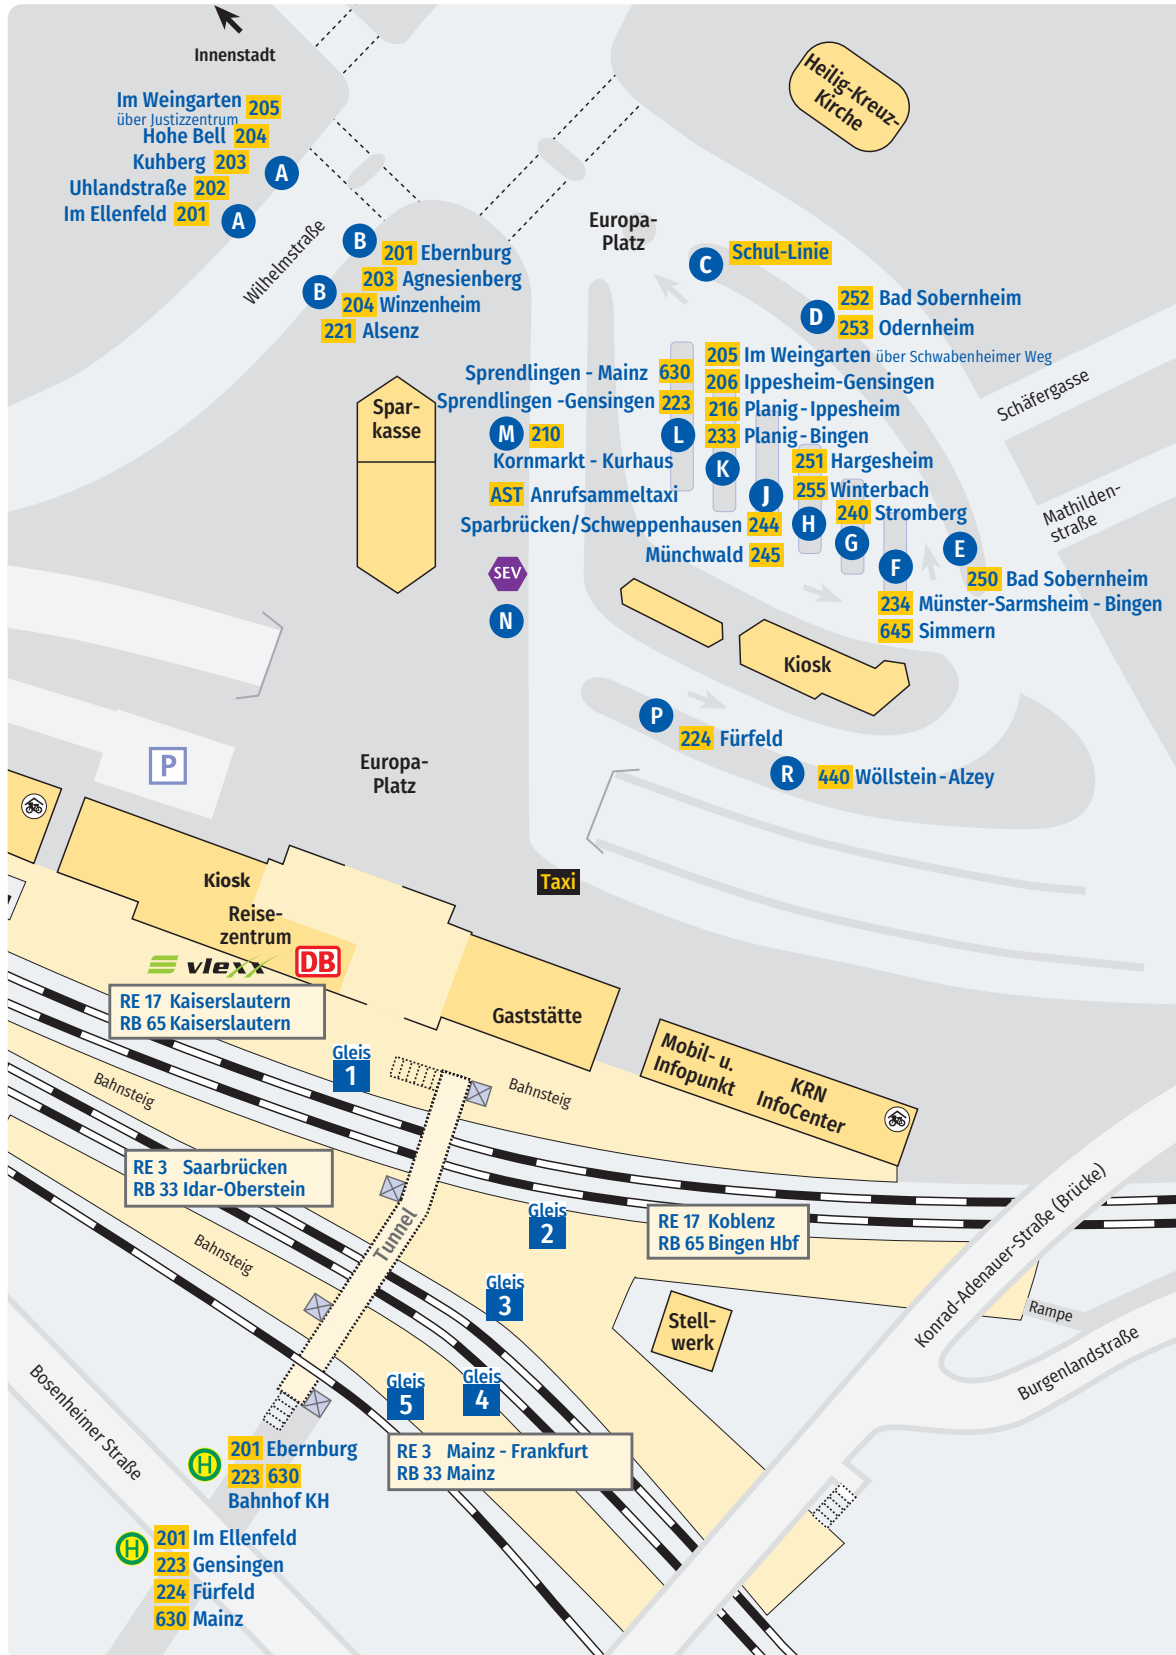 Innenstadt
Im Weingarten 205
über Justizzentrum
Hohe Bell 204
Kuhberg 203
Uhlandstraße 202
Im Ellenfeld 201
A
A
Wilhelmstraße
B
B
201 Ebernburg
203 Agnesienberg
204 Winzenheim
221 Alsenz
Heilig-Kreuz-
Kirche
Europa-
Platz
C Schul-Linie
D
252 Bad Sobernheim
253 Odernheim
205 Im Weingarten über Schwabenheimer Weg
206 Ippesheim-Gensingen
216 Planig-Ippesheim
233 Planig-Bingen
Schäfergasse
Mathilden-
straße
Sprendlingen - Mainz 630
Sprendlingen -Gensingen 223
L
K
M 210
Kornmarkt - Kurhaus
AST Anrufsammeltaxi
Spar-
kasse
251 Hargesheim
255 Winterbach
J
240 Stromberg
Sparbrücken/Schweppenhausen 244
Münchwald 245
H
G
F
E
250 Bad Sobernheim
234 Münster-Sarmsheim - Bingen
645 Simmern
SEV
N
Kiosk
P
224 Fürfeld
R 440 Wöllstein-Alzey
P
Europa-
Platz
Taxi
Kiosk
Reise-
zentrum
vlexx DB
RE 17 Kaiserslautern
RB 65 Kaiserslautern
Gaststätte
Mobil- u.
Infopunkt
KRN
InfoCenter
Gleis
1
Bahnsteig
Bahnsteig
RE 3 Saarbrücken
RB 33 Idar-Oberstein
Tunnel
Gleis
2
RE 17 Koblenz
RB 65 Bingen Hbf
Konrad-Adenauer-Straße (Brücke)
Bahnsteig
Gleis
3
Stell-
werk
Rampe
Burgenlandstraße
Gleis
4
Gleis
5
Bosenheimer Straße
RE 3 Mainz - Frankfurt
RB 33 Mainz
H
201 Ebernburg
223 630
Bahnhof KH
H
201 Im Ellenfeld
223 Gensingen
224 Fürfeld
630 Mainz